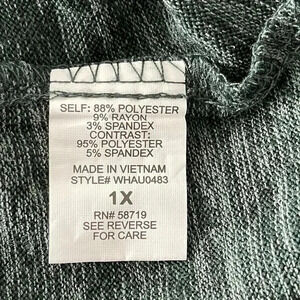 SELF: 88% POLYESTER
9% RAYON
3% SPANDEX
CONTRAST:
95% POLYESTER
5% SPANDEX
MADE IN VIETNAM
STYLE# WHAU0483
1X
RN# 58719
SEE REVERSE
FOR CARE